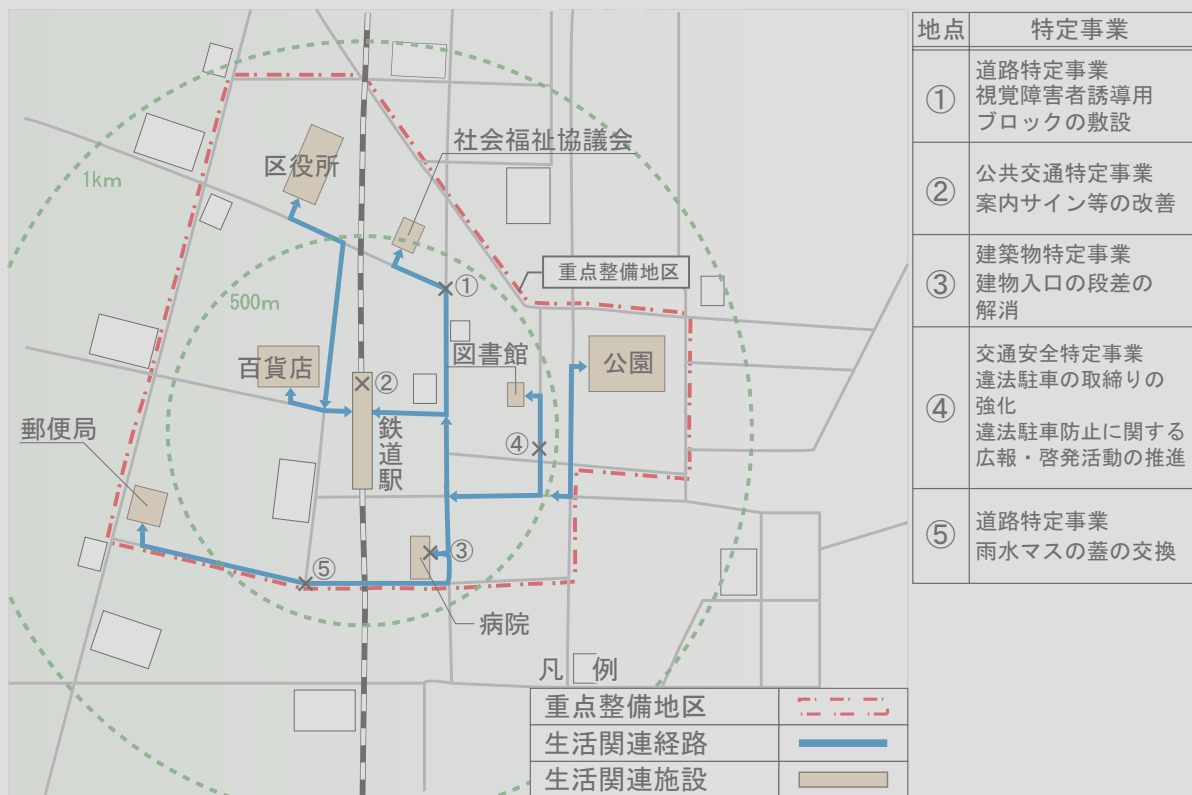 1km
500m
区役所
社会福祉協議会
①
重点整備地区
図書館
公園
百貨店
②
④
郵便局
鉄道駅
③
⑤
病院
凡 例
重点整備地区
生活関連経路
生活関連施設
地点 特定事業
① 道路特定事業
視覚障害者誘導用
ブロックの敷設
② 公共交通特定事業
案内サイン等の改善
③ 建築物特定事業
建物入口の段差の
解消
④ 交通安全特定事業
違法駐車の取締りの
強化
違法駐車防止に関する
広報・啓発活動の推進
⑤ 道路特定事業
雨水マスの蓋の交換